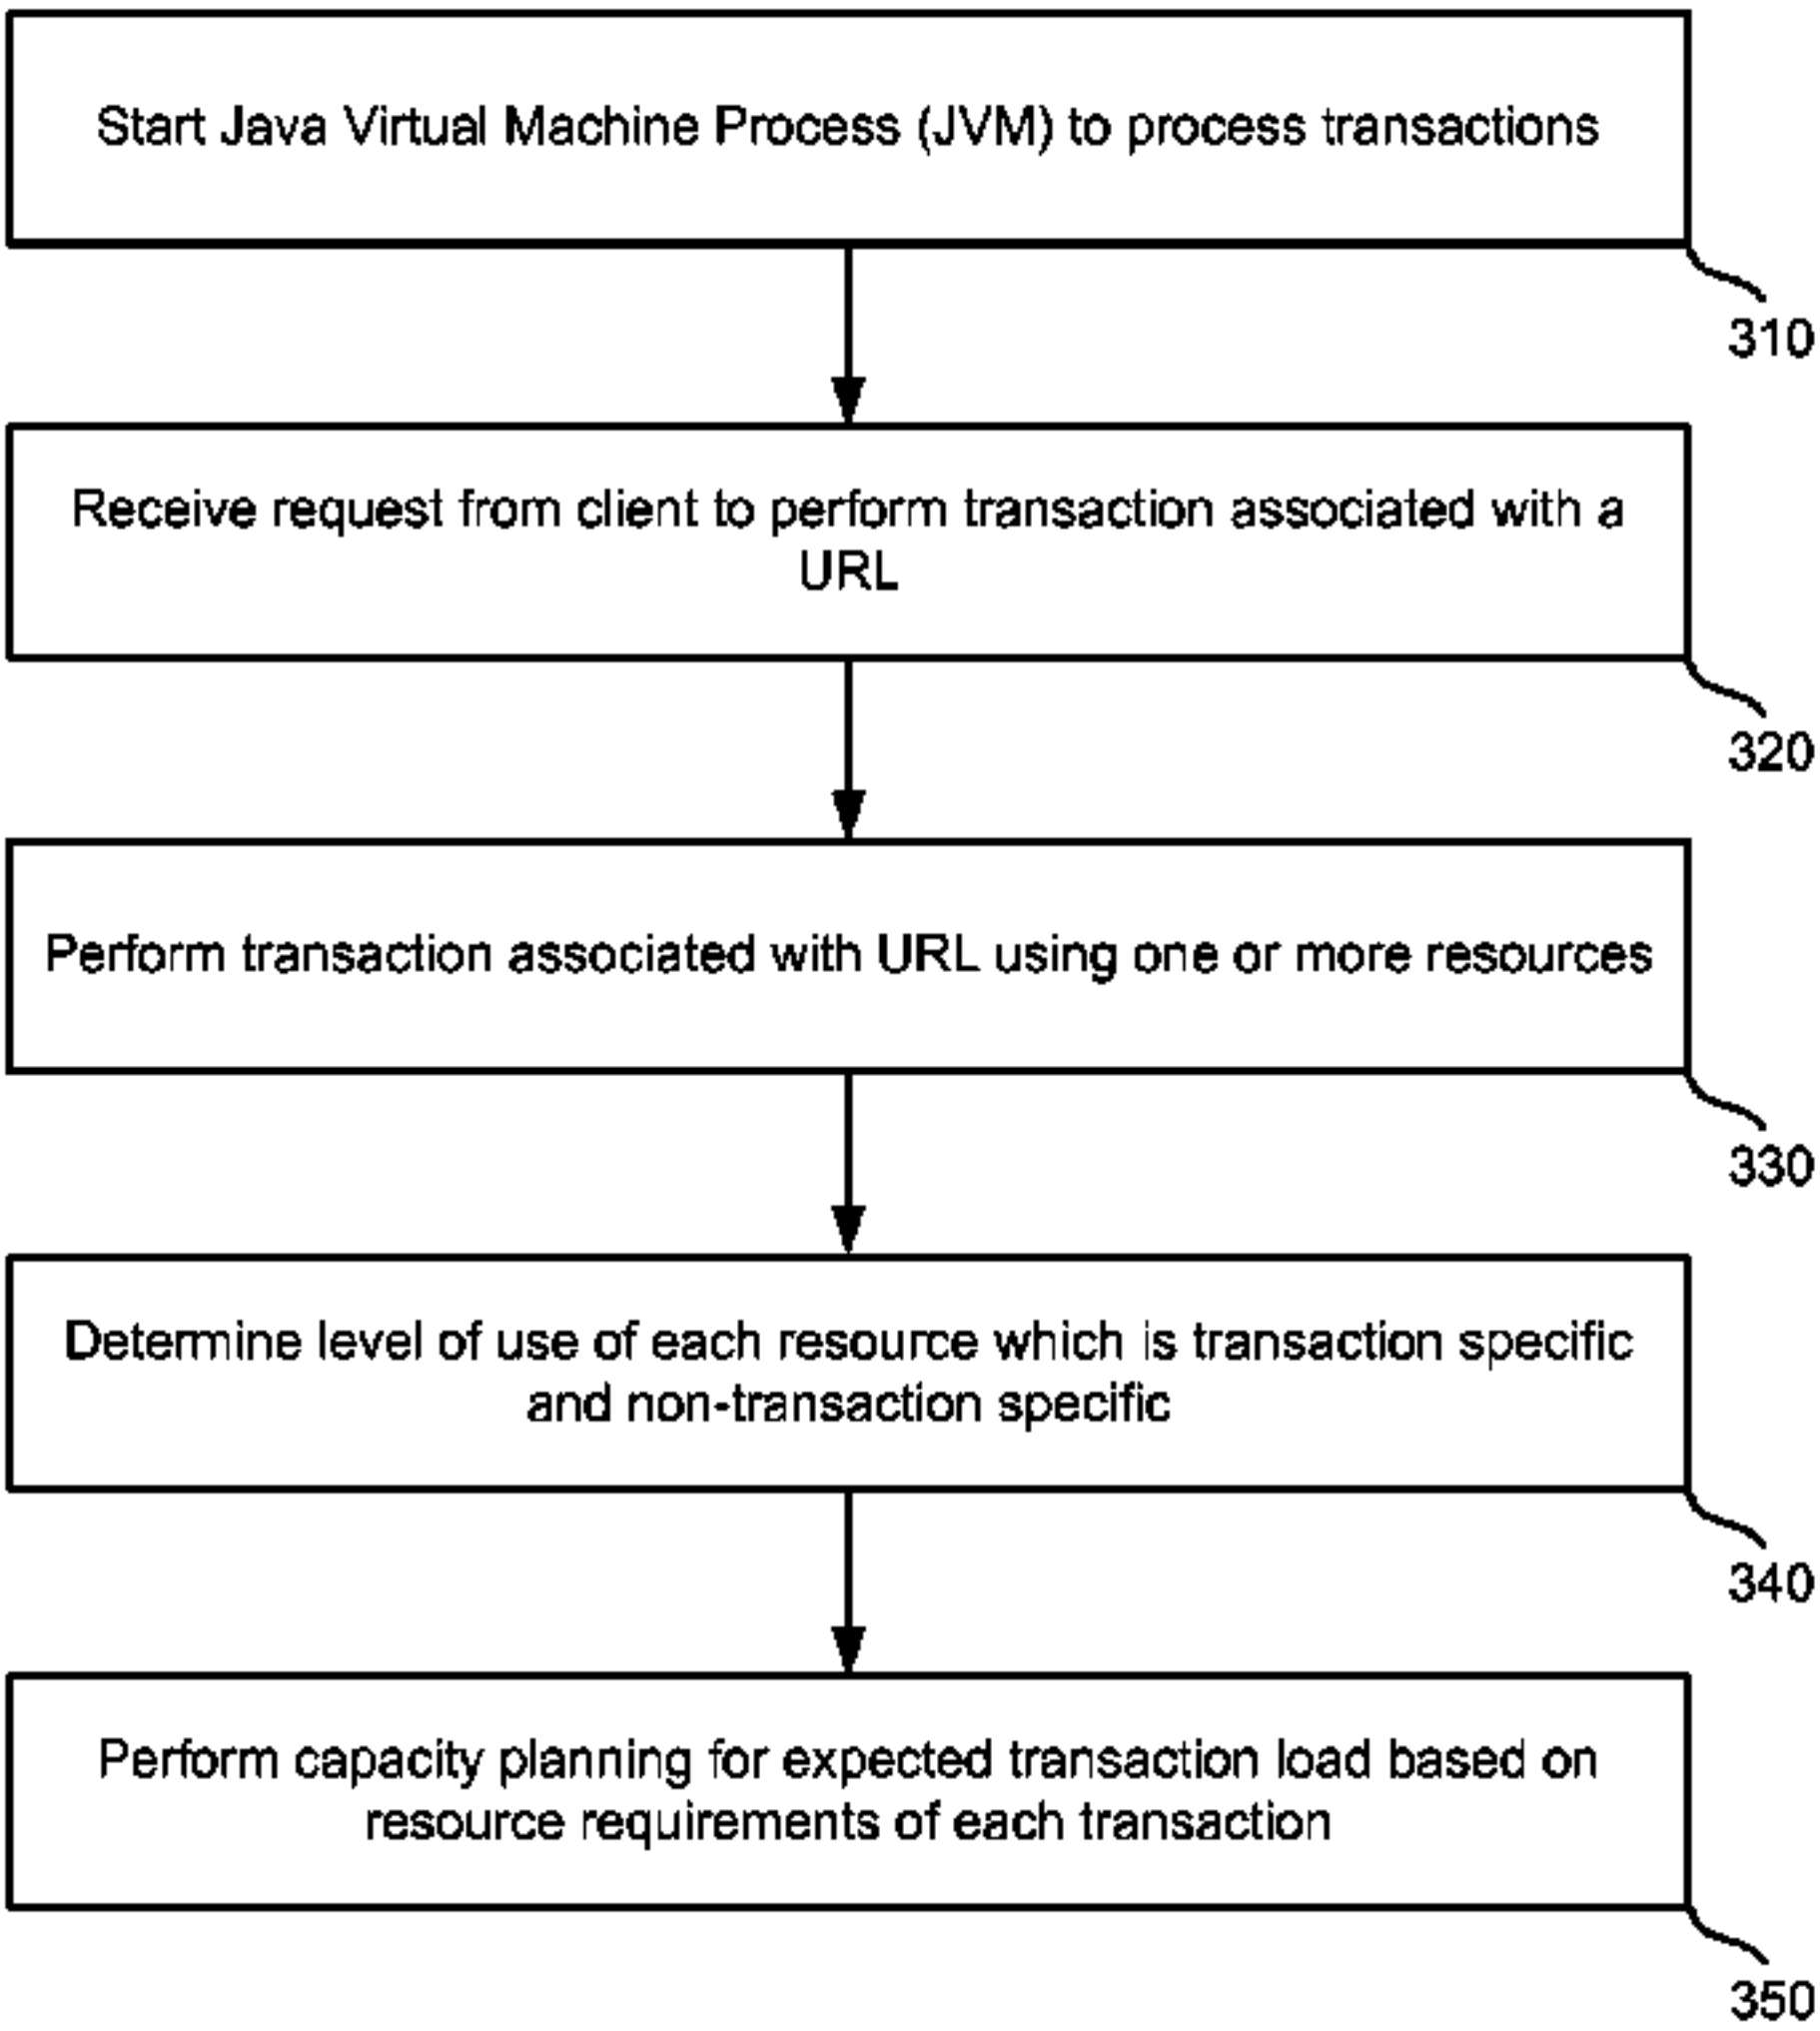 Start Java Virtual Machine Process (JVM) to process transactions
310
Receive request from client to perform transaction associated with a
URL
320
Perform transaction associated with URL using one or more resources
330
Determine level of use of each resource which is transaction specific
and non-transaction specific
340
Perform capacity planning for expected transaction load based on
resource requirements of each transaction
350